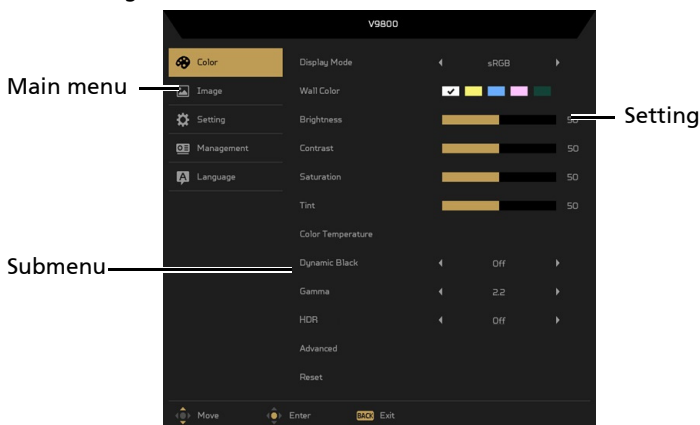 V9800
Color
Display Mode sRGB
Main menu
Image
Wall Color
Setting
Brightness 50
Setting
Contrast 50
Management
Saturation 50
Language
Tint 50
Color Temperature
Submenu
Dynamic Black Off
Gamma 2.2
HDR Off
Advanced
Reset
Move Enter BACK Exit